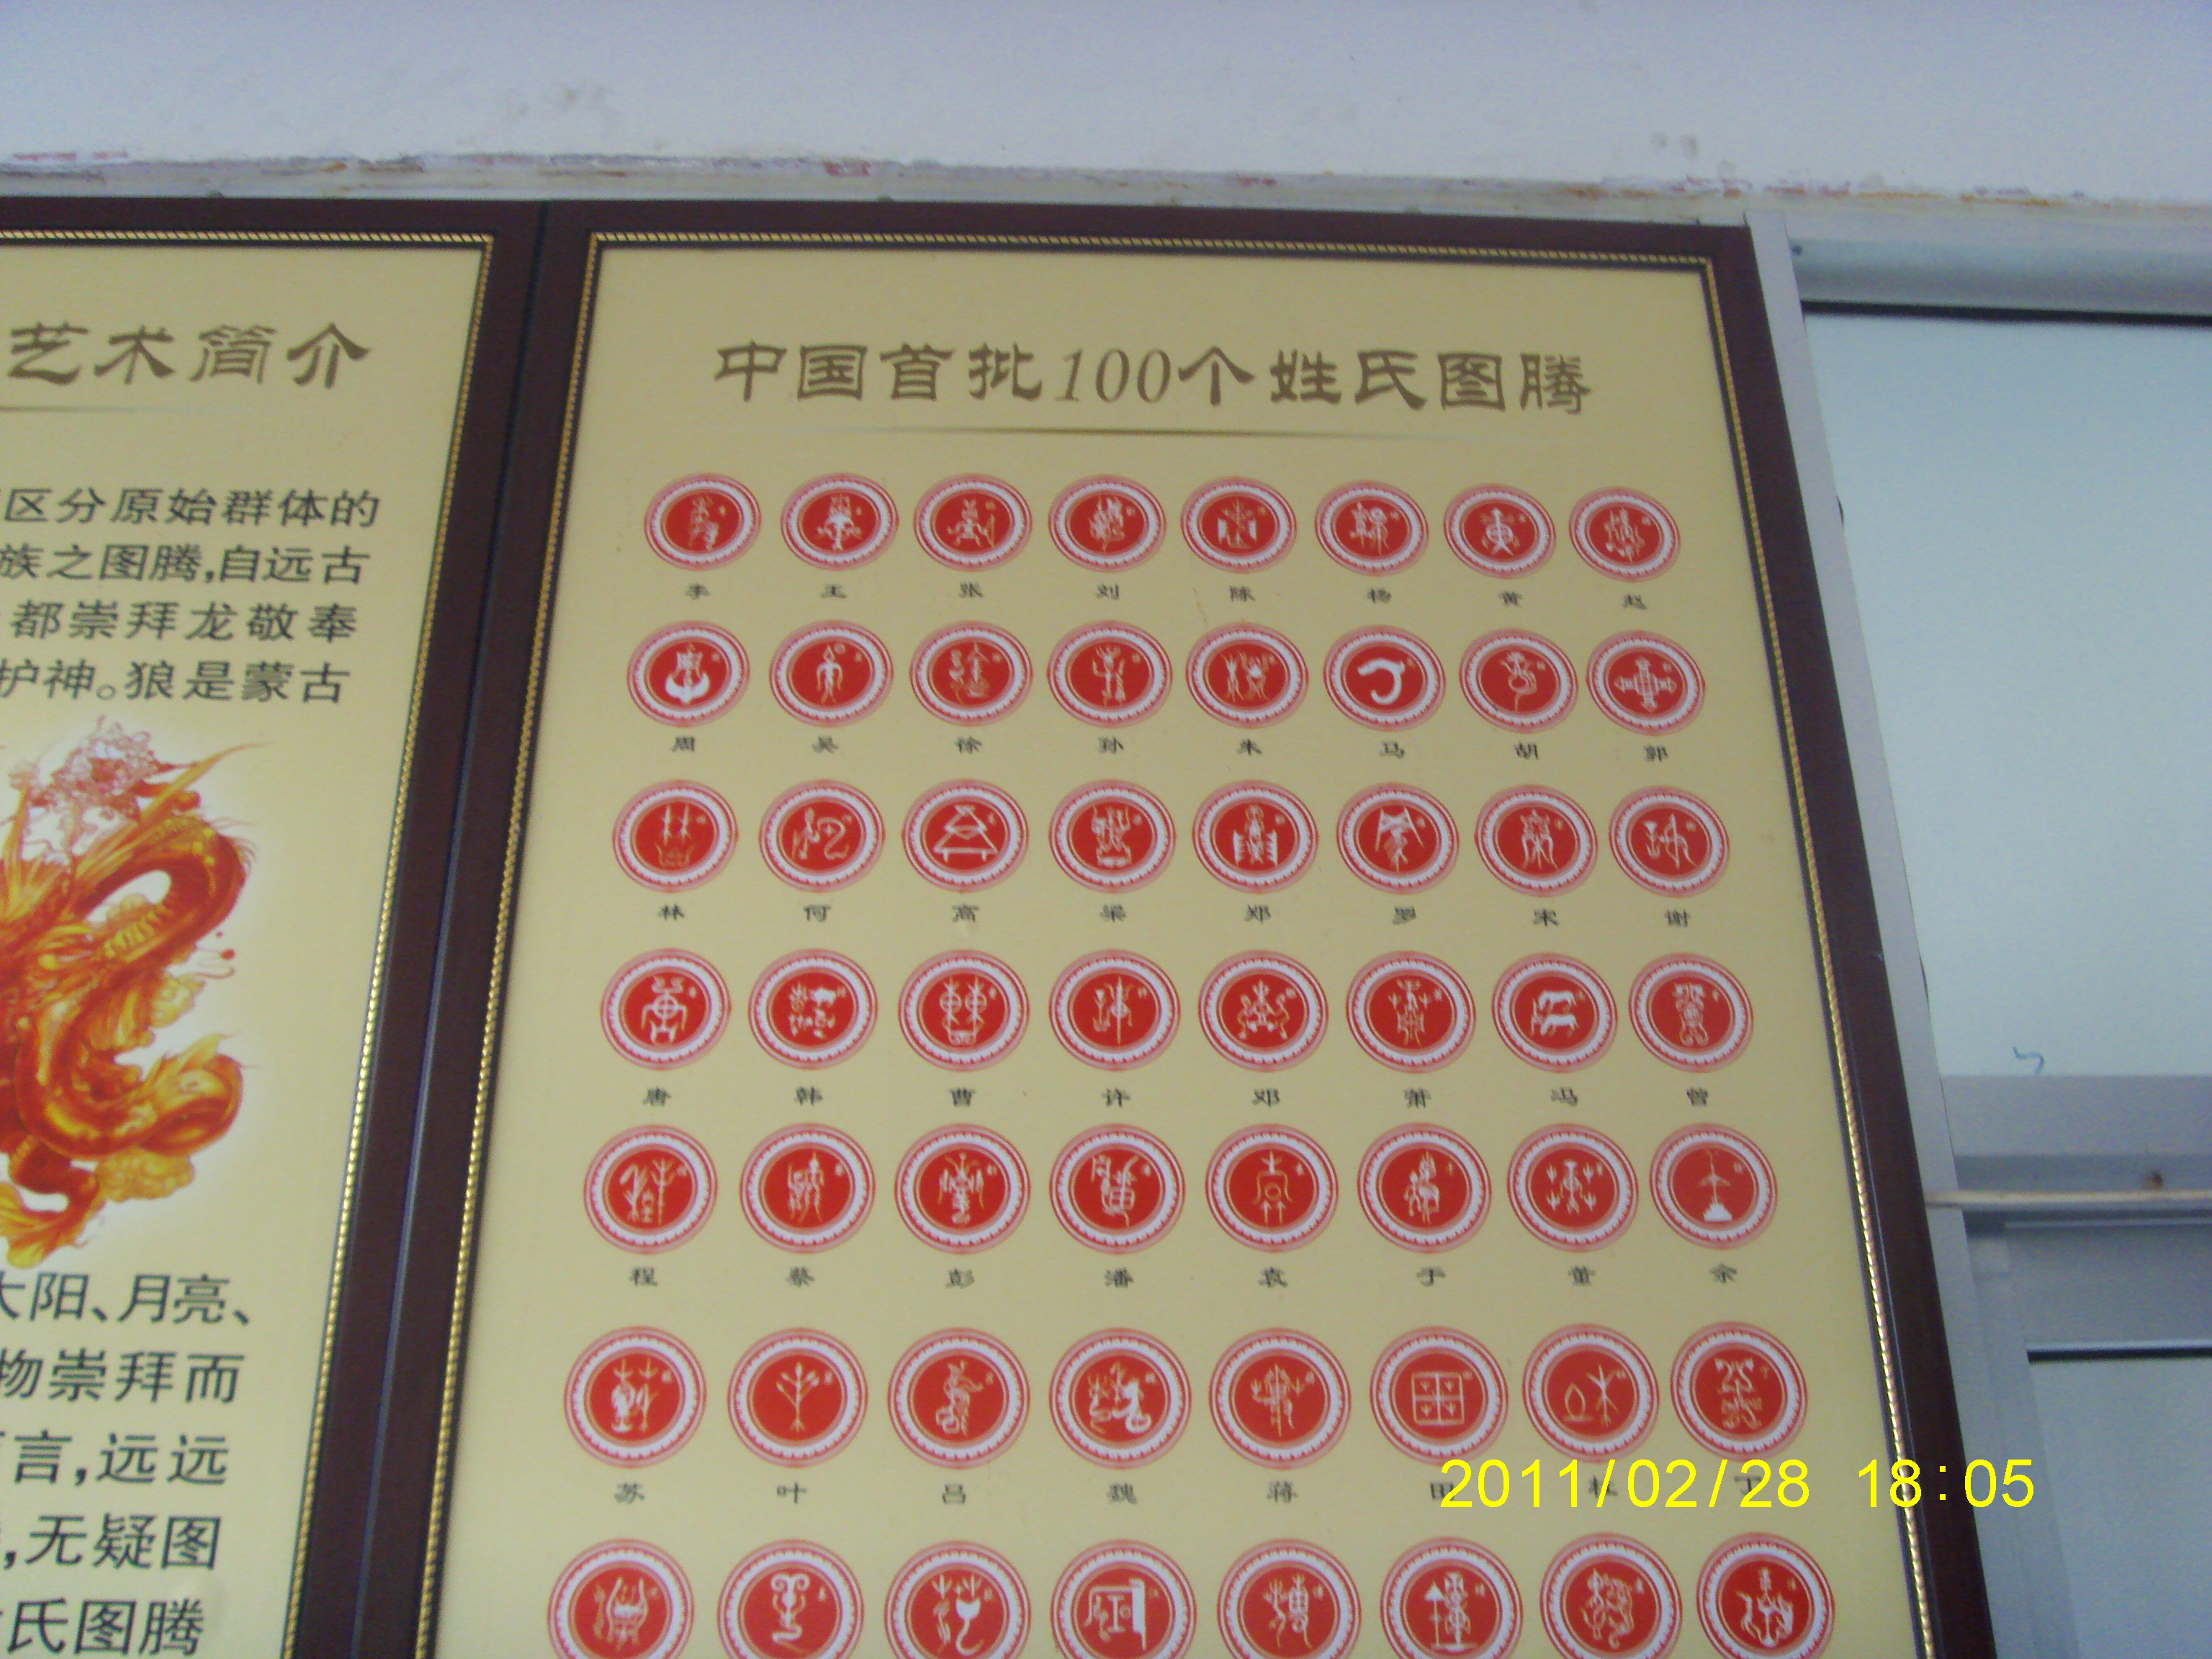 艺术简介
区分原始群体的
族之图腾,自远古
都崇拜龙敬奉
护神。狼是蒙古
太阳、月亮、
物崇拜而
言,远远
,无疑图
氏图腾
中国首批100个姓氏图腾
李 王 张 刘 陈 杨 黄 赵
周 吴 徐 孙 朱 马 胡 郭
林 何 高 梁 郑 罗 宋 谢
唐 韩 曹 许 邓 萧 冯 曾
程 蔡 彭 潘 袁 于 董 余
苏 叶 吕 魏 蒋 田 杜 丁
2011/02/28 18:05